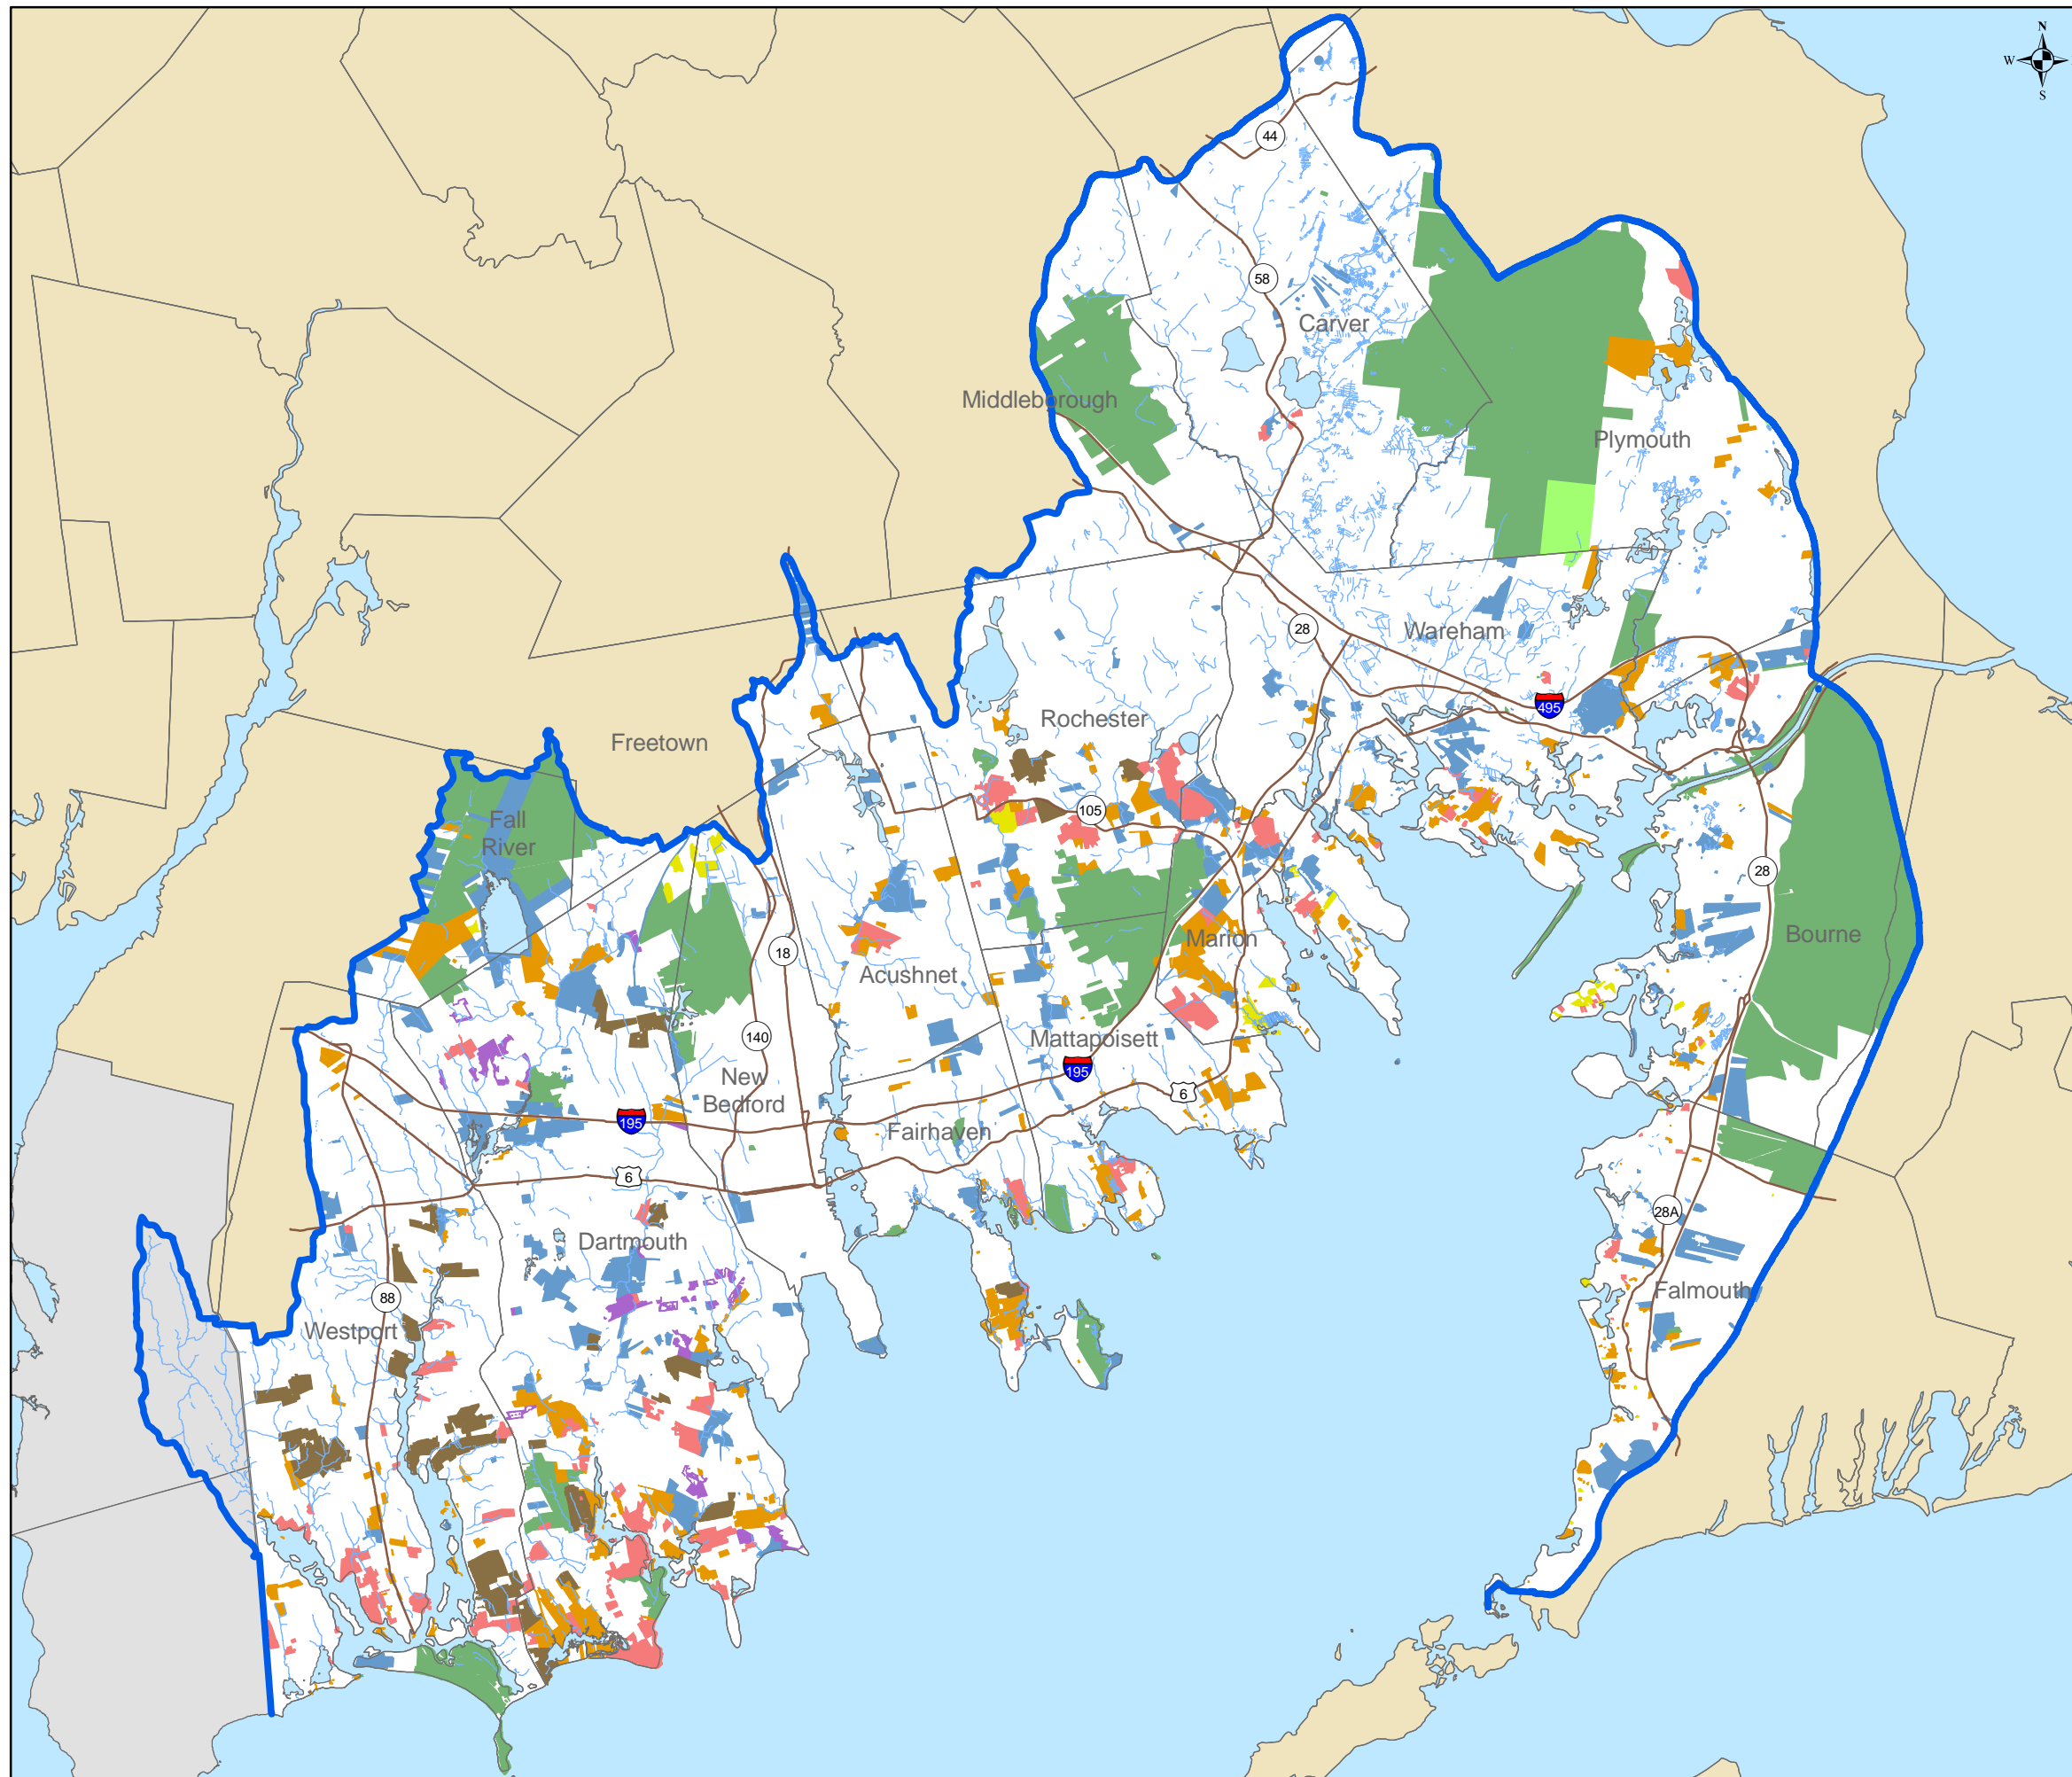 N
W
S
44
58
Carver
Middleborough
Plymouth
28
Wareham
495
Rochester
Freetown
105
Fall
River
28
18
Marion
Bourne
Acushnet
140
Mattapoisett
195
New
Bedford
6
195
Fairhaven
6
28A
Dartmouth
88
Falmouth
Westport